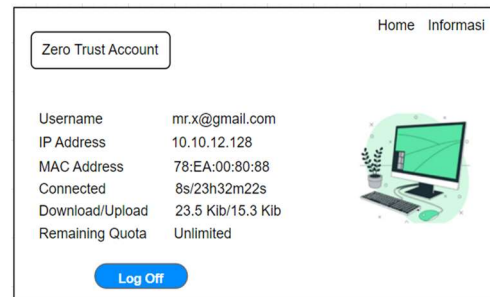 Home Informasi
Zero Trust Account
Username mr.x@gmail.com
IP Address 10.10.12.128
MAC Address 78:EA:00:80:88
Connected 8s/23h32m22s
Download/Upload 23.5 Kib/15.3 Kib
Remaining Quota Unlimited
Log Off